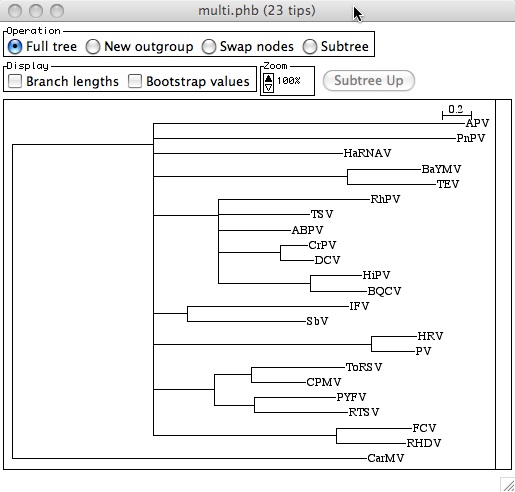 multi.phb (23 tips)
Operation
Full tree New outgroup Swap nodes Subtree
Display Zoom
Branch lengths Bootstrap values 100% Subtree Up
0.2
APV
PnPV
HaRNAV
BaYMV
TEV
RhPV
TSV
ABPV
CrPV
DCV
HiPV
BQCV
IFV
SbV
HRV
PV
ToRSV
CPMV
PYFV
RTSV
FCV
RHDV
CarMV